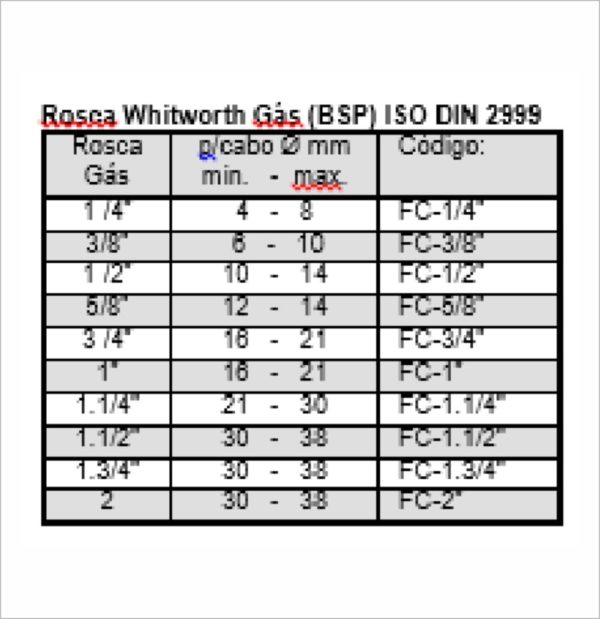 Rosca Whitworth Gás (BSP) ISO DIN 2999
Rosca p/cabo Ø mm Código:
Gás min. - max.
1 /4" 4 - 8 FC-1/4"
3/8" 6 - 10 FC-3/8"
1 /2" 10 - 14 FC-1/2"
5/8" 12 - 14 FC-5/8"
3 /4" 16 - 21 FC-3/4"
1" 16 - 21 FC-1"
1.1/4" 21 - 30 FC-1.1/4"
1.1/2" 30 - 38 FC-1.1/2"
1.3/4" 30 - 38 FC-1.3/4"
2 30 - 38 FC-2"